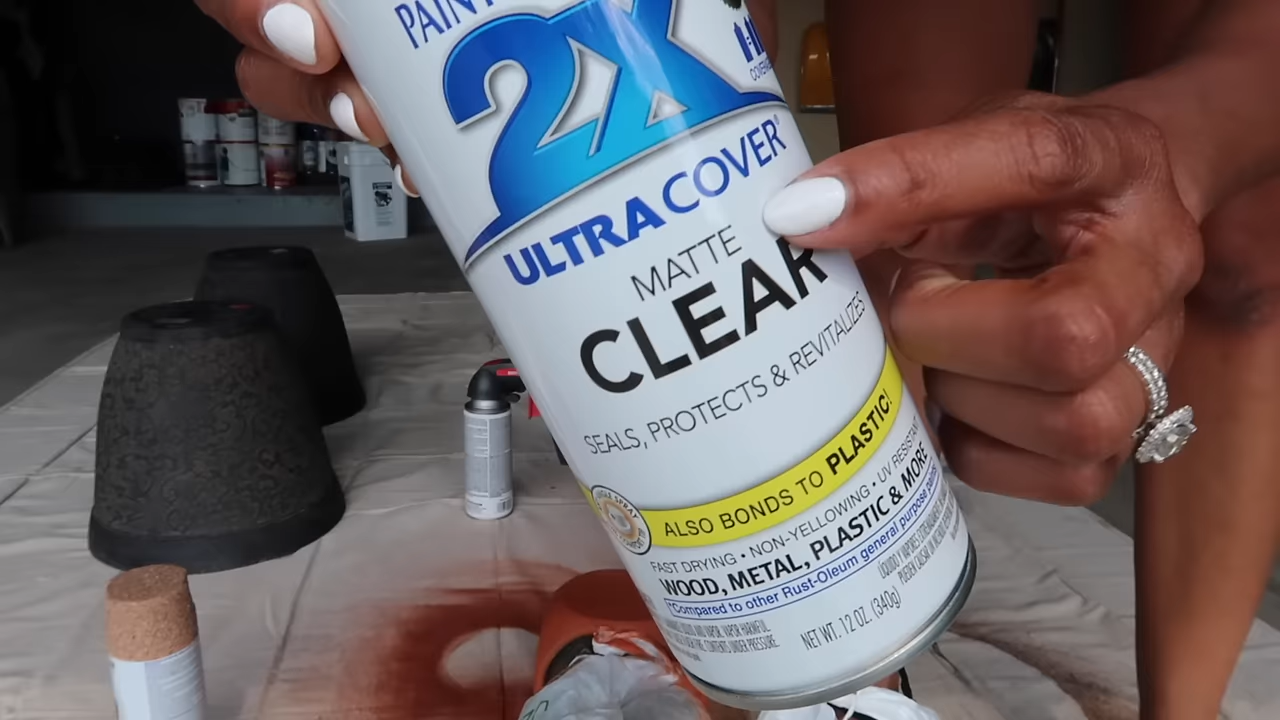 PAINT
2X
ULTRA COVER®
MATTE
CLEAR
SEALS, PROTECTS & REVITALIZES
ALSO BONDS TO PLASTIC!
FAST DRYING • NON-YELLOWING • UV RESISTANT
WOOD, METAL, PLASTIC & MORE
*Compared to other Rust-Oleum general purpose paints
NET WT. 12 OZ. (340g)